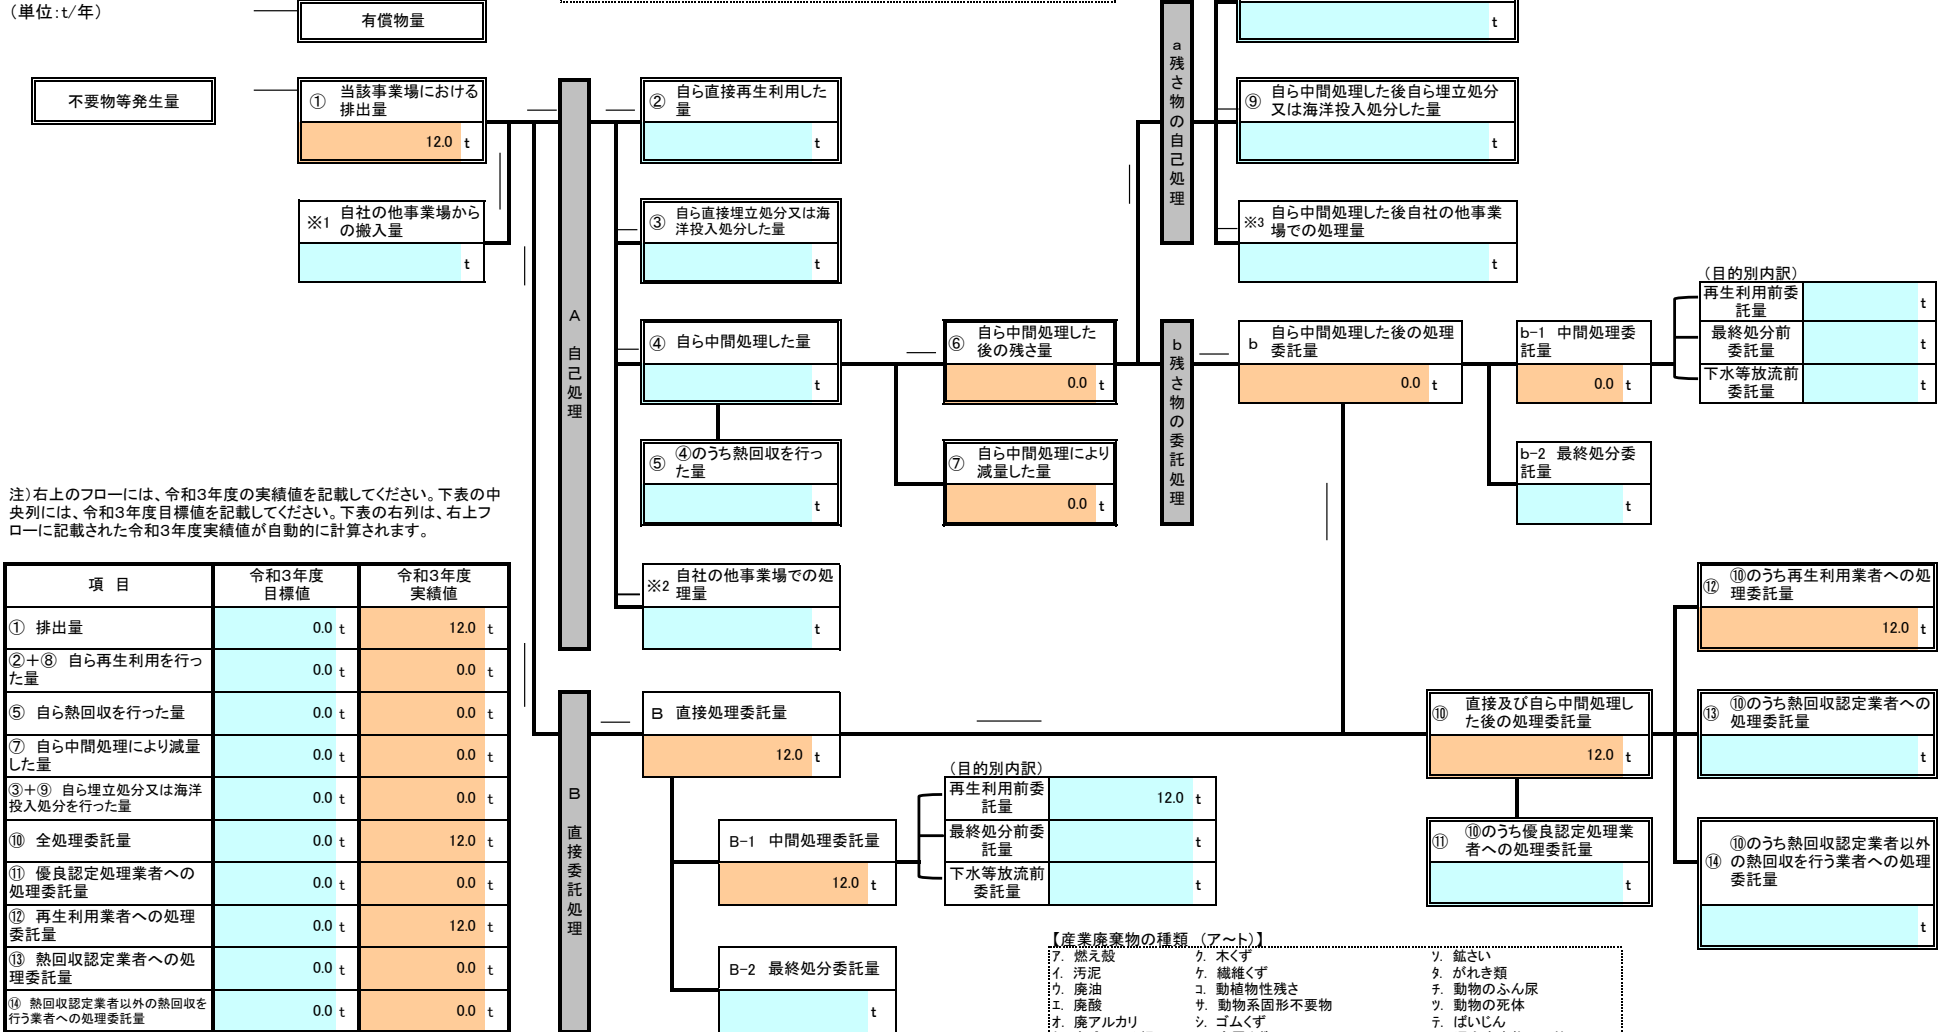 （単位：t/年）
有償物量
t
不要物等発生量
① 当該事業場における
排出量
12.0 t
※1 自社の他事業場から
の搬入量
t
A 自己処理
② 自ら直接再生利用した
量
t
③ 自ら直接埋立処分又は海
洋投入処分した量
t
④ 自ら中間処理した量
t
⑤ ④のうち熱回収を行っ
た量
t
※2 自社の他事業場での処
理量
t
⑥ 自ら中間処理した
後の残さ量
0.0 t
⑦ 自ら中間処理により
減量した量
0.0 t
a 残さ物の自己処理
⑨ 自ら中間処理した後自ら埋立処分
又は海洋投入処分した量
t
※3 自ら中間処理した後自社の他事業
場での処理量
t
b 残さ物の委託処理
b 自ら中間処理した後の処理
委託量
0.0 t
b-1 中間処理委
託量
0.0 t
b-2 最終処分委
託量
t
（目的別内訳）
再生利用前委
託量
t
最終処分前
委託量
t
下水等放流前
委託量
t
注）右上のフローには、令和3年度の実績値を記載してください。下表の中
央列には、令和3年度目標値を記載してください。下表の右列は、右上フ
ローに記載された令和3年度実績値が自動的に計算されます。
項 目 令和3年度
目標値 令和3年度
実績値
① 排出量 0.0 t 12.0 t
②＋⑧ 自ら再生利用を行っ
た量 0.0 t 0.0 t
⑤ 自ら熱回収を行った量 0.0 t 0.0 t
⑦ 自ら中間処理により減量
した量 0.0 t 0.0 t
③＋⑨ 自ら埋立処分又は海洋
投入処分を行った量 0.0 t 0.0 t
⑩ 全処理委託量 0.0 t 12.0 t
⑪ 優良認定処理業者への
処理委託量 0.0 t 0.0 t
⑫ 再生利用業者への処理
委託量 0.0 t 12.0 t
⑬ 熱回収認定業者への処
理委託量 0.0 t 0.0 t
⑭ 熱回収認定業者以外の熱回収を
行う業者への処理委託量 0.0 t 0.0 t
B 直接委託処理
B 直接処理委託量
12.0 t
B-1 中間処理委託量
12.0 t
B-2 最終処分委託量
t
（目的別内訳）
再生利用前委
託量
12.0 t
最終処分前委
託量
下水等放流前
委託量
⑩ 直接及び自ら中間処理し
た後の処理委託量
12.0 t
⑪ ⑩のうち優良認定処理業
者への処理委託量
t
⑫ ⑩のうち再生利用業者への処
理委託量
12.0 t
⑬ ⑩のうち熱回収認定業者への
処理委託量
t
⑭ ⑩のうち熱回収認定業者以外
の熱回収を行う業者への処理
委託量
t
【産業廃棄物の種類 （ア～ト）】
ア. 燃え殻 ク. 木くず ソ. 鉱さい
イ. 汚泥 ケ. 繊維くず タ. がれき類
ウ. 廃油 コ. 動植物性残さ チ. 動物のふん尿
エ. 廃酸 サ. 動物系固形不要物 ツ. 動物の死体
オ. 廃アルカリ シ. ゴムくず テ. ばいじん